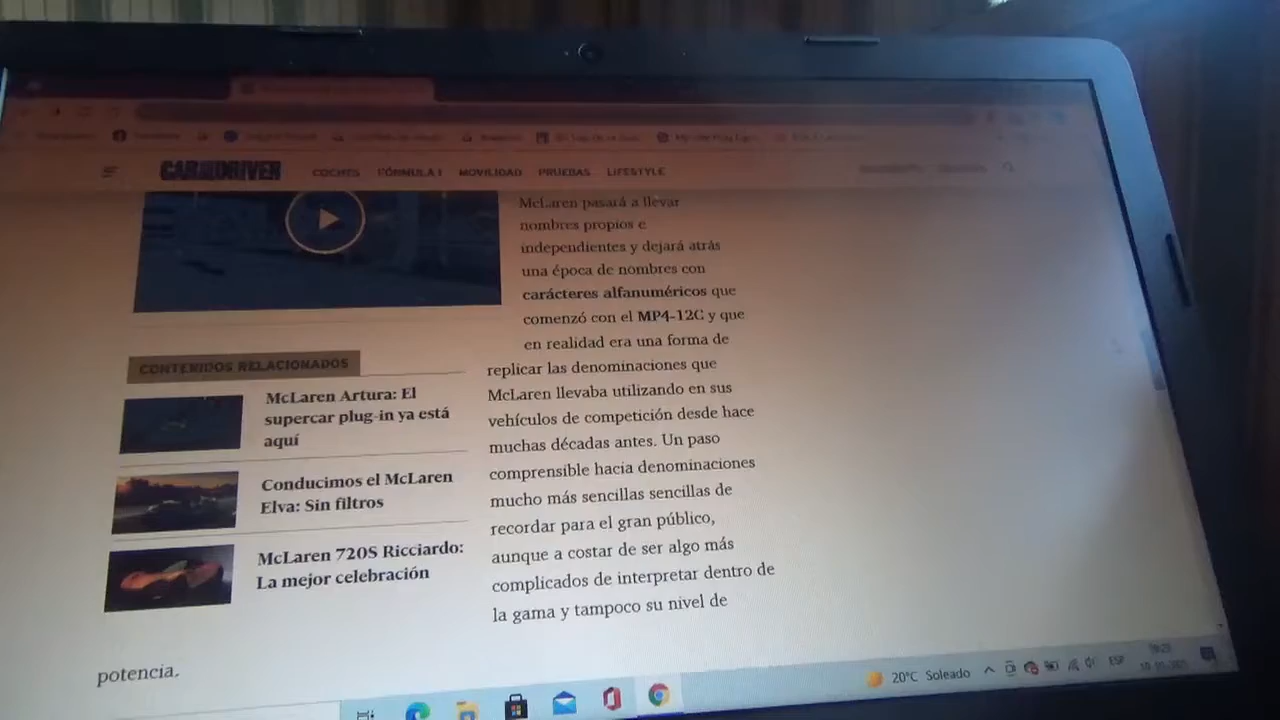 CARANDDRIVER
COCHES FÓRMULA 1 MOVILIDAD PRUEBAS LIFESTYLE
McLaren pasará a llevar
nombres propios e
independientes y dejará atrás
una época de nombres con
carácteres alfanuméricos que
comenzó con el MP4-12C y que
en realidad era una forma de
replicar las denominaciones que
McLaren llevaba utilizando en sus
vehículos de competición desde hace
muchas décadas antes. Un paso
comprensible hacia denominaciones
mucho más sencillas sencillas de
recordar para el gran público,
aunque a costar de ser algo más
complicados de interpretar dentro de
la gama y tampoco su nivel de
potencia.
CONTENIDOS RELACIONADOS
McLaren Artura: El
supercar plug-in ya está
aquí
Conducimos el McLaren
Elva: Sin filtros
McLaren 720S Ricciardo:
La mejor celebración
20°C Soleado
ESP